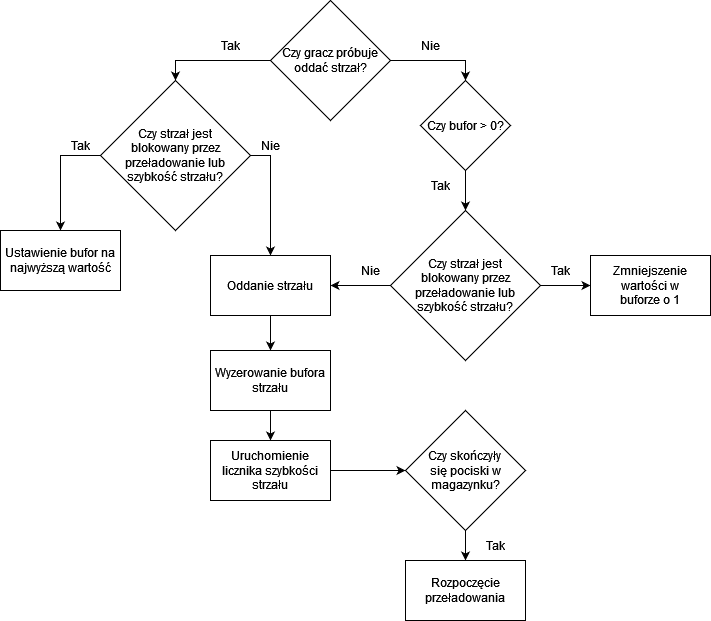 Tak
Czy gracz próbuje
oddać strzał?
Nie
Czy bufor > 0?
Tak
Czy strzał jest
blokowany przez
przeładowanie lub
szybkość strzału?
Nie
Tak
Ustawienie bufor na
najwyższą wartość
Oddanie strzału
Nie
Czy strzał jest
blokowany przez
przeładowanie lub
szybkość strzału?
Tak
Zmniejszenie
wartości w
buforze o 1
Wyzerowanie bufora
strzału
Uruchomienie
licznika szybkości
strzału
Czy skończyły
się pociski w
magazynku?
Tak
Rozpoczęcie
przeładowania